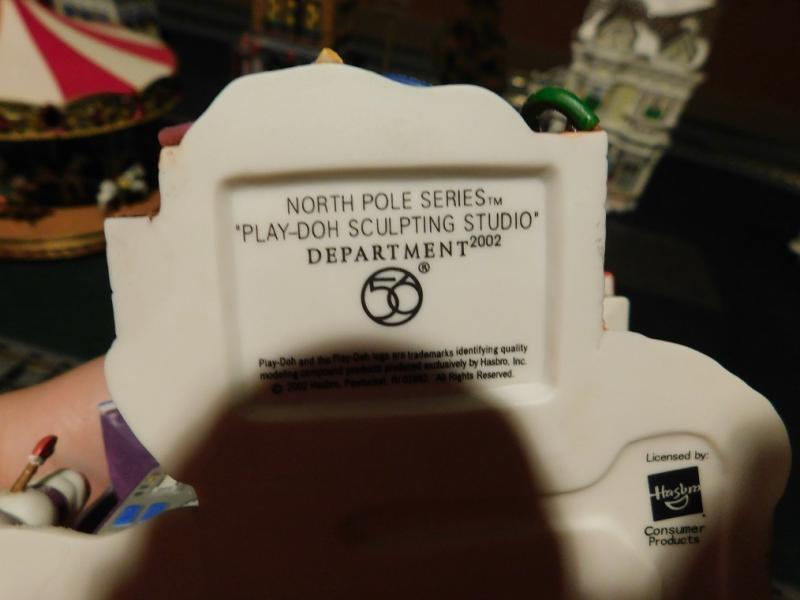 NORTH POLE SERIES™
"PLAY-DOH SCULPTING STUDIO"
DEPARTMENT 2002
56®
Play-Doh and the Play-Doh logo are trademarks identifying quality
modeling compound products produced exclusively by Hasbro, Inc.
© 2002 Hasbro, Pawtucket, RI 02862. All Rights Reserved.
Licensed by:
Hasbro
Consumer
Products